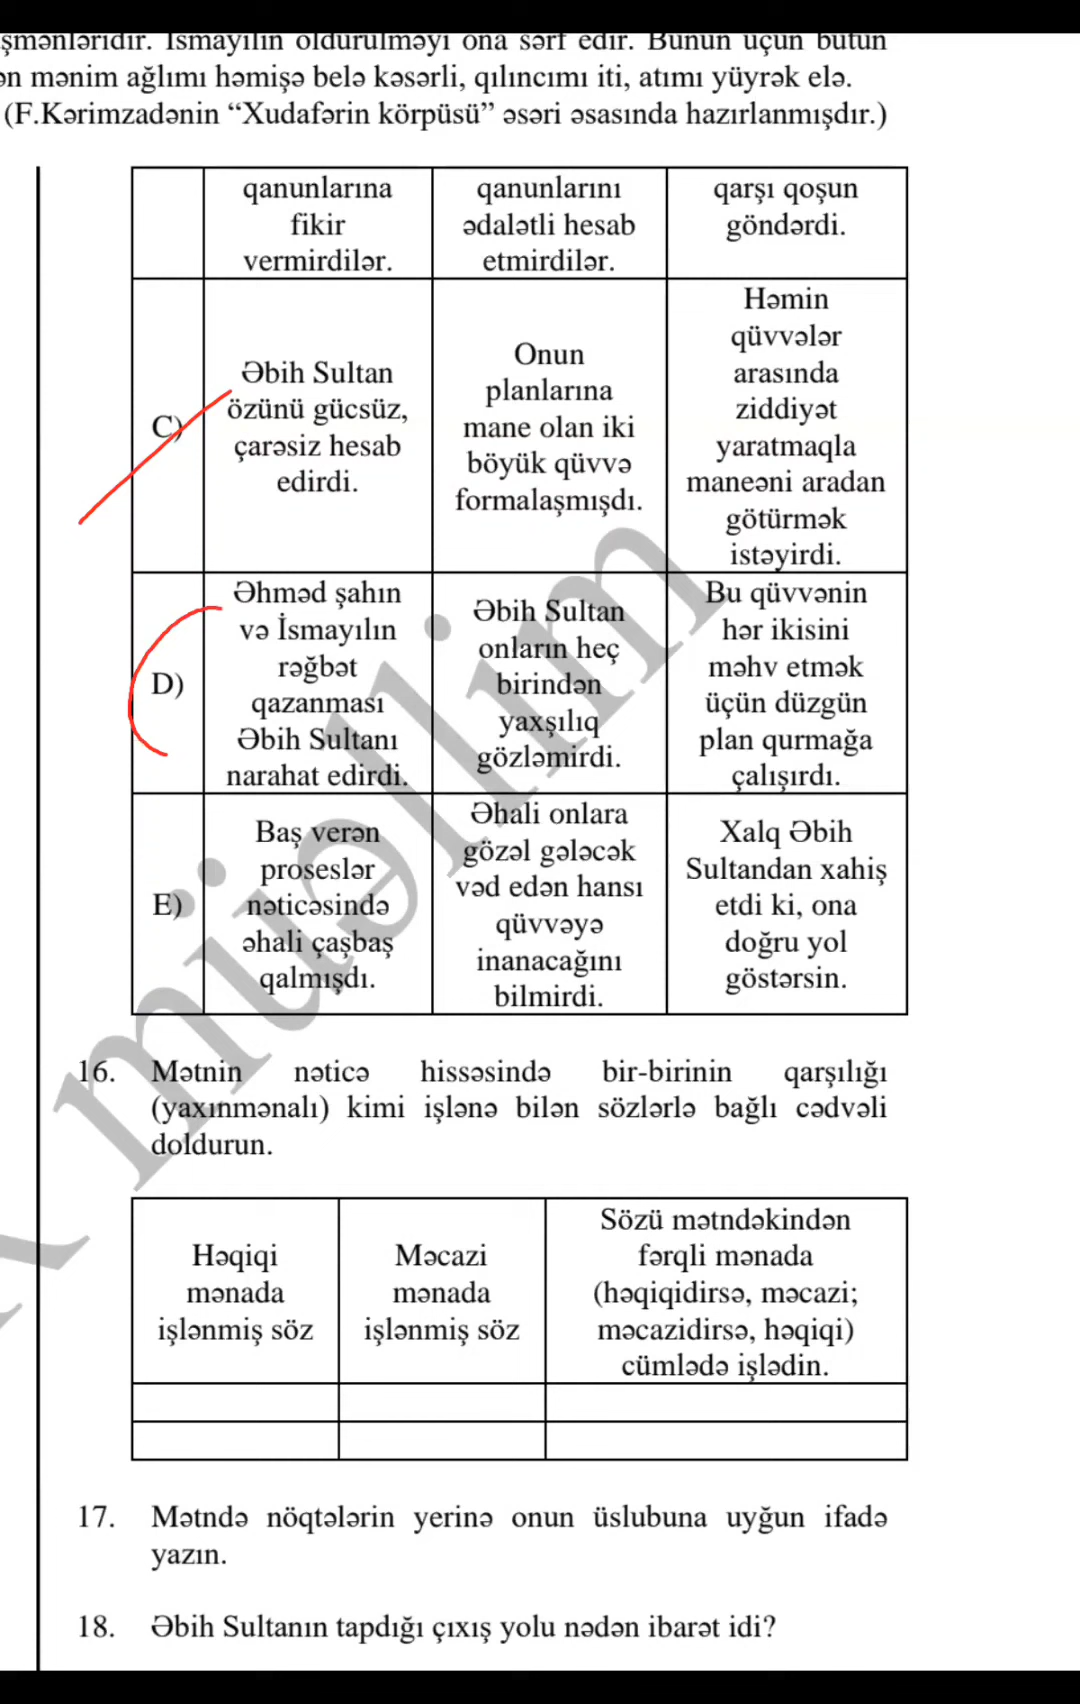 şmənləridir. İsmayılın öldürülməyi ona sərf edir. Bunun üçün bütün
ən mənim ağlımı həmişə belə kəsərli, qılıncımı iti, atımı yüyrək elə.
(F.Kərimzadənin “Xudafərin körpüsü” əsəri əsasında hazırlanmışdır.)
qanunlarına
fikir
vermirdilər.
qanunlarını
ədalətli hesab
etmirdilər.
qarşı qoşun
göndərdi.
C)
Əbih Sultan
özünü gücsüz,
çarəsiz hesab
edirdi.
Onun
planlarına
mane olan iki
böyük qüvvə
formalaşmışdı.
Həmin
qüvvələr
arasında
ziddiyət
yaratmaqla
maneəni aradan
götürmək
istəyirdi.
D)
Əhməd şahın
və İsmayılın
rəğbət
qazanması
Əbih Sultanı
narahat edirdi.
Əbih Sultan
onların heç
birindən
yaxşılıq
gözləmirdi.
Bu qüvvənin
hər ikisini
məhv etmək
üçün düzgün
plan qurmağa
çalışırdı.
E)
Baş verən
proseslər
nəticəsində
əhali çaşbaş
qalmışdı.
Əhali onlara
gözəl gələcək
vəd edən hansı
qüvvəyə
inanacağını
bilmirdi.
Xalq Əbih
Sultandan xahiş
etdi ki, ona
doğru yol
göstərsin.
16. Mətnin nəticə hissəsində bir-birinin qarşılığı
(yaxınmənalı) kimi işlənə bilən sözlərlə bağlı cədvəli
doldurun.
Həqiqi
mənada
işlənmiş söz
Məcazi
mənada
işlənmiş söz
Sözü mətndəkindən
fərqli mənada
(həqiqidirsə, məcazi;
məcazidirsə, həqiqi)
cümlədə işlədin.
17. Mətndə nöqtələrin yerinə onun üslubuna uyğun ifadə
yazın.
18. Əbih Sultanın tapdığı çıxış yolu nədən ibarət idi?
müəllim